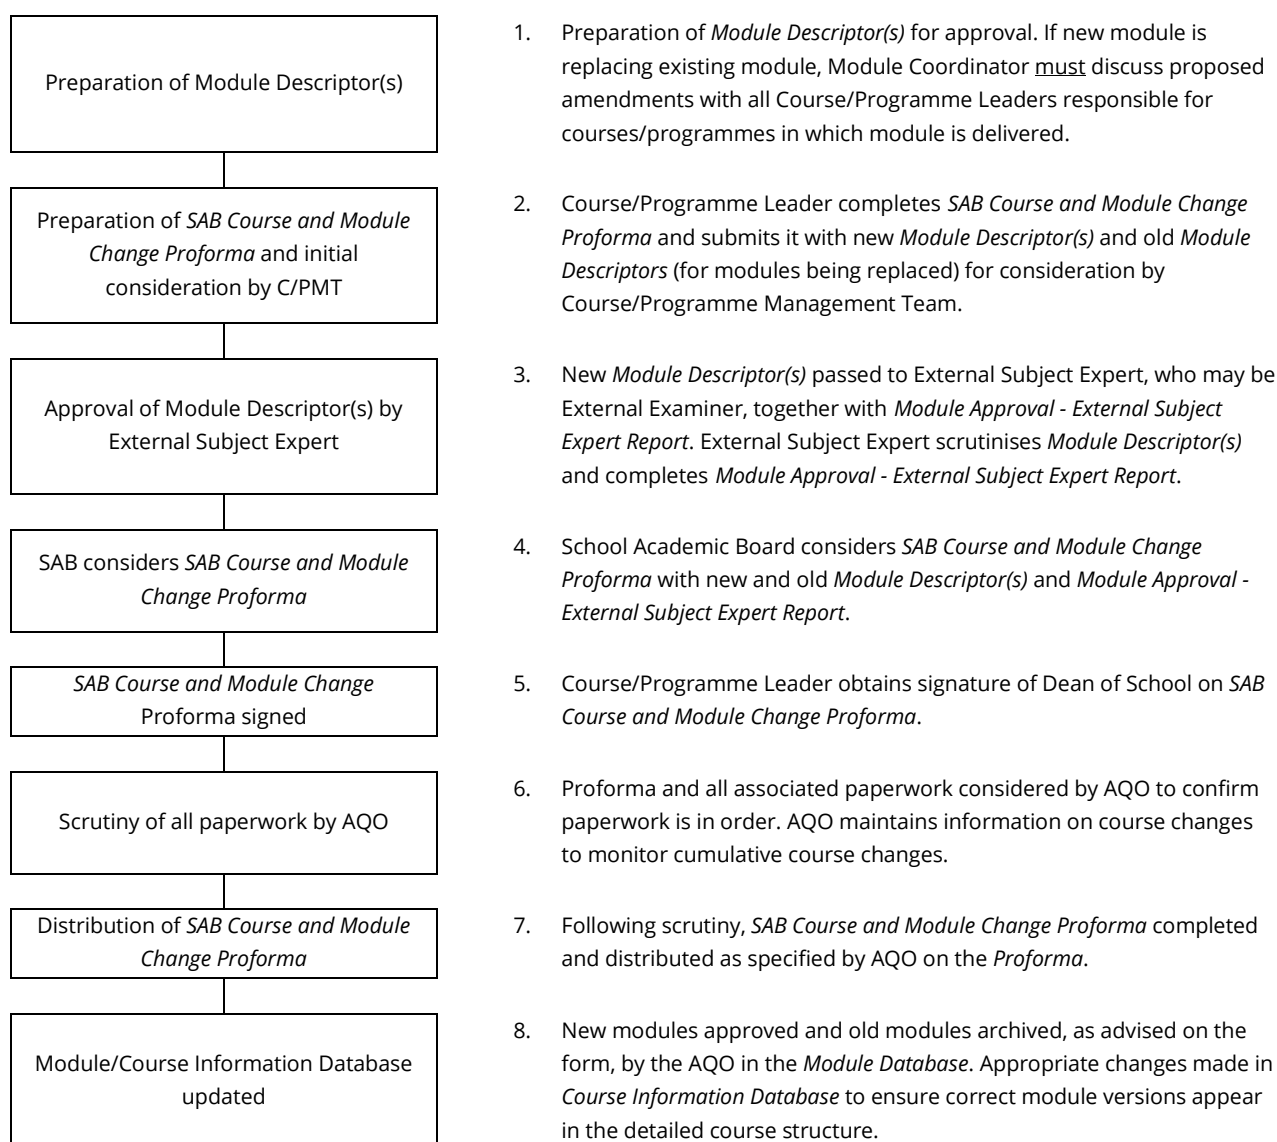 Preparation of Module Descriptor(s)
1. Preparation of Module Descriptor(s) for approval. If new module is
replacing existing module, Module Coordinator must discuss proposed
amendments with all Course/Programme Leaders responsible for
courses/programmes in which module is delivered.
Preparation of SAB Course and Module
Change Proforma and initial
consideration by C/PMT
2. Course/Programme Leader completes SAB Course and Module Change
Proforma and submits it with new Module Descriptor(s) and old Module
Descriptors (for modules being replaced) for consideration by
Course/Programme Management Team.
Approval of Module Descriptor(s) by
External Subject Expert
3. New Module Descriptor(s) passed to External Subject Expert, who may be
External Examiner, together with Module Approval - External Subject
Expert Report. External Subject Expert scrutinises Module Descriptor(s)
and completes Module Approval - External Subject Expert Report.
SAB considers SAB Course and Module
Change Proforma
4. School Academic Board considers SAB Course and Module Change
Proforma with new and old Module Descriptor(s) and Module Approval -
External Subject Expert Report.
SAB Course and Module Change
Proforma signed
5. Course/Programme Leader obtains signature of Dean of School on SAB
Course and Module Change Proforma.
Scrutiny of all paperwork by AQO
6. Proforma and all associated paperwork considered by AQO to confirm
paperwork is in order. AQO maintains information on course changes
to monitor cumulative course changes.
Distribution of SAB Course and Module
Change Proforma
7. Following scrutiny, SAB Course and Module Change Proforma completed
and distributed as specified by AQO on the Proforma.
Module/Course Information Database
updated
8. New modules approved and old modules archived, as advised on the
form, by the AQO in the Module Database. Appropriate changes made in
Course Information Database to ensure correct module versions appear
in the detailed course structure.